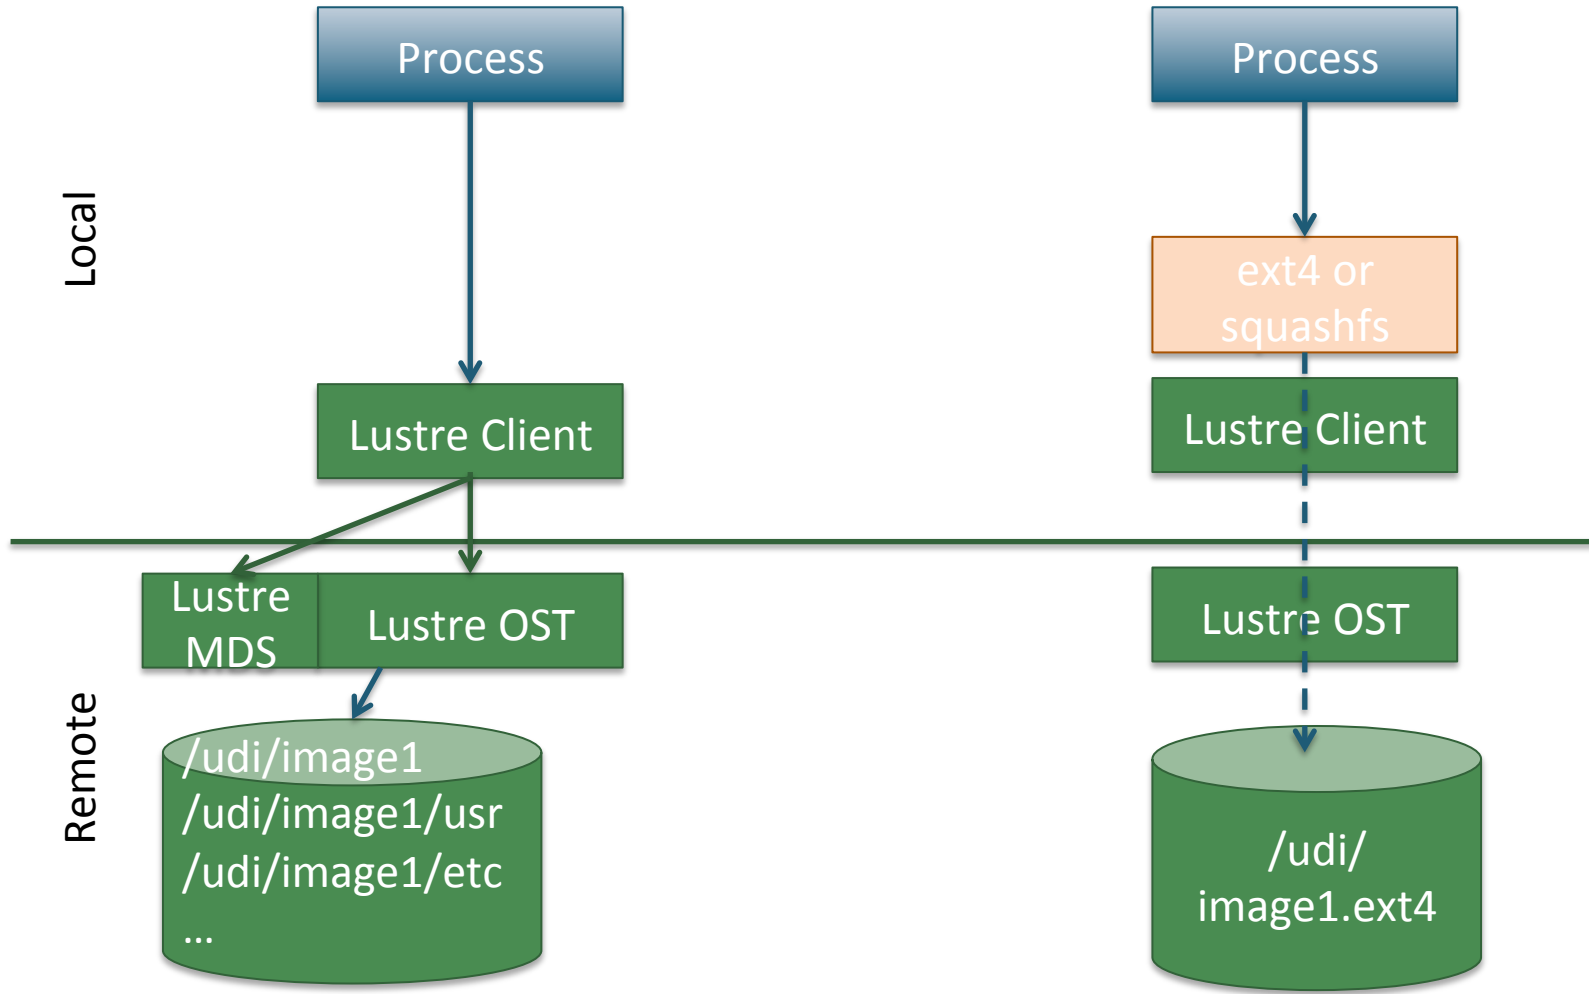 Process
Process
Local
ext4 or
squashfs
Lustre Client
Lustre Client
Lustre
MDS
Lustre OST
Lustre OST
Remote
/udi/image1
/udi/image1/usr
/udi/image1/etc
...
/udi/
image1.ext4